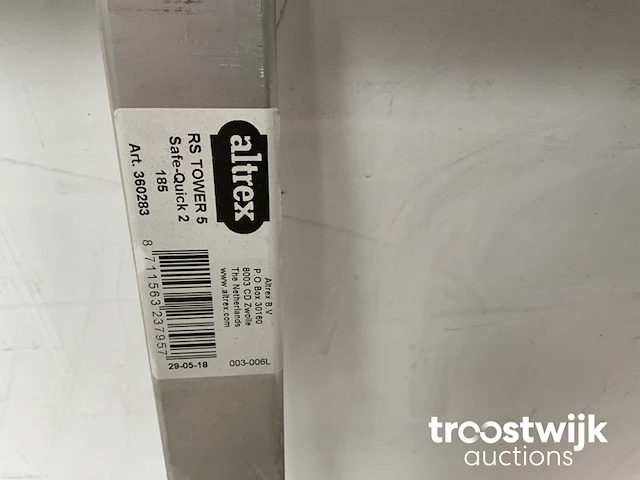 altrex
RS TOWER 5
Safe-Quick 2
185
Art. 360283
8 711563 237957
Altrex B.V
P O Box 30160
8003 CD Zwolle
The Netherlands
www.altrex.com
29-05-18
003-006L
troostwijk
auctions